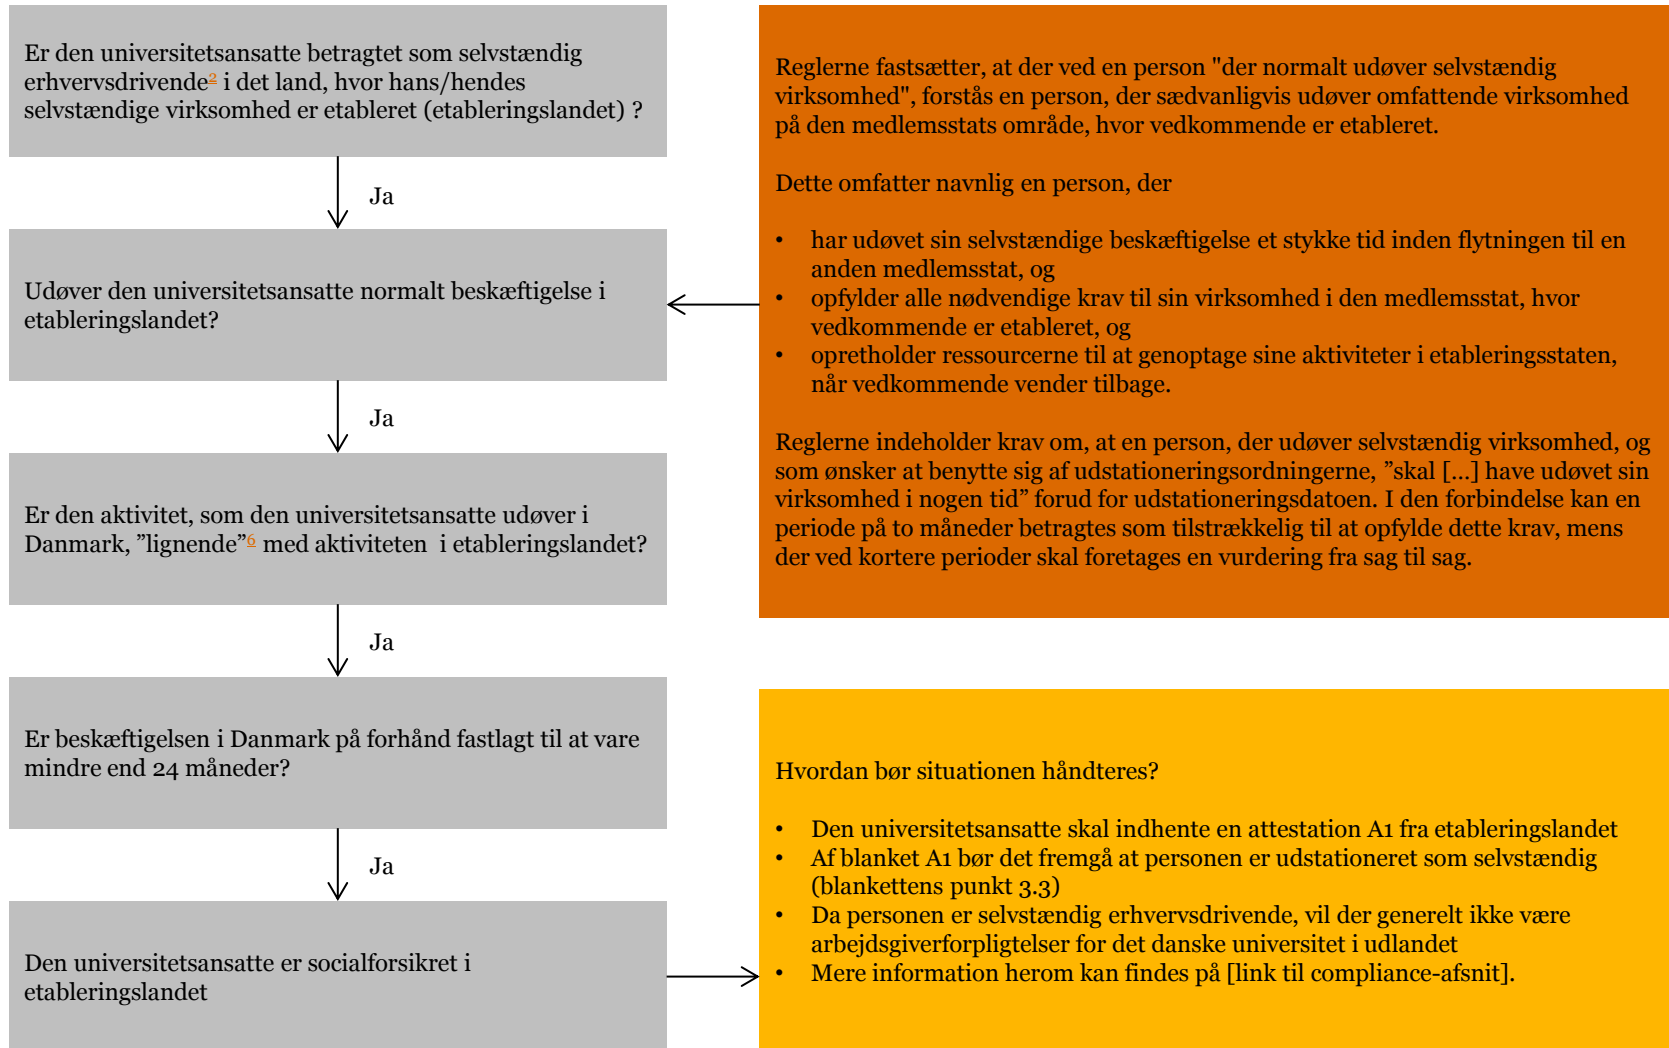 Er den universitetsansatte betragtet som selvstændig
erhvervsdrivende² i det land, hvor hans/hendes
selvstændige virksomhed er etableret (etableringslandet) ?
Ja
Udøver den universitetsansatte normalt beskæftigelse i
etableringslandet?
Ja
Er den aktivitet, som den universitetsansatte udøver i
Danmark, ”lignende”⁶ med aktiviteten i etableringslandet?
Ja
Er beskæftigelsen i Danmark på forhånd fastlagt til at vare
mindre end 24 måneder?
Ja
Den universitetsansatte er socialforsikret i
etableringslandet
Reglerne fastsætter, at der ved en person "der normalt udøver selvstændig
virksomhed", forstås en person, der sædvanligvis udøver omfattende virksomhed
på den medlemsstats område, hvor vedkommende er etableret.
Dette omfatter navnlig en person, der
• har udøvet sin selvstændige beskæftigelse et stykke tid inden flytningen til en
anden medlemsstat, og
• opfylder alle nødvendige krav til sin virksomhed i den medlemsstat, hvor
vedkommende er etableret, og
• opretholder ressourcerne til at genoptage sine aktiviteter i etableringsstaten,
når vedkommende vender tilbage.
Reglerne indeholder krav om, at en person, der udøver selvstændig virksomhed, og
som ønsker at benytte sig af udstationeringsordningerne, ”skal [...] have udøvet sin
virksomhed i nogen tid” forud for udstationeringsdatoen. I den forbindelse kan en
periode på to måneder betragtes som tilstrækkelig til at opfylde dette krav, mens
der ved kortere perioder skal foretages en vurdering fra sag til sag.
Hvordan bør situationen håndteres?
• Den universitetsansatte skal indhente en attestation A1 fra etableringslandet
• Af blanket A1 bør det fremgå at personen er udstationeret som selvstændig
(blankettens punkt 3.3)
• Da personen er selvstændig erhvervsdrivende, vil der generelt ikke være
arbejdsgiverforpligtelser for det danske universitet i udlandet
• Mere information herom kan findes på [link til compliance-afsnit].